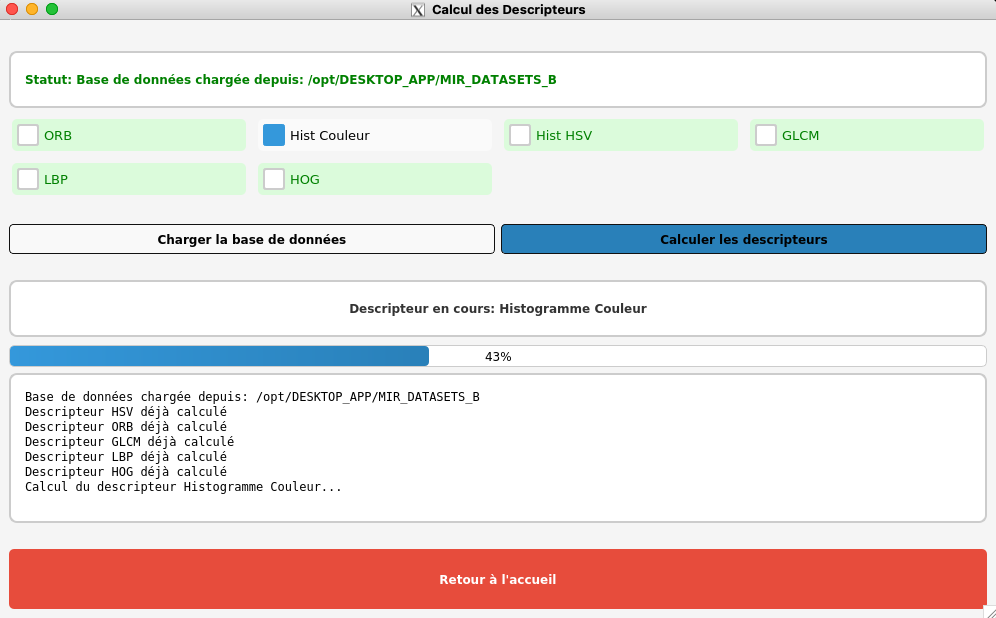 Calcul des Descripteurs
Statut: Base de données chargée depuis: /opt/DESKTOP_APP/MIR_DATASETS_B
ORB
Hist Couleur
Hist HSV
GLCM
LBP
HOG
Charger la base de données
Calculer les descripteurs
Descripteur en cours: Histogramme Couleur
43%
Base de données chargée depuis: /opt/DESKTOP_APP/MIR_DATASETS_B
Descripteur HSV déjà calculé
Descripteur ORB déjà calculé
Descripteur GLCM déjà calculé
Descripteur LBP déjà calculé
Descripteur HOG déjà calculé
Calcul du descripteur Histogramme Couleur...
Retour à l'accueil